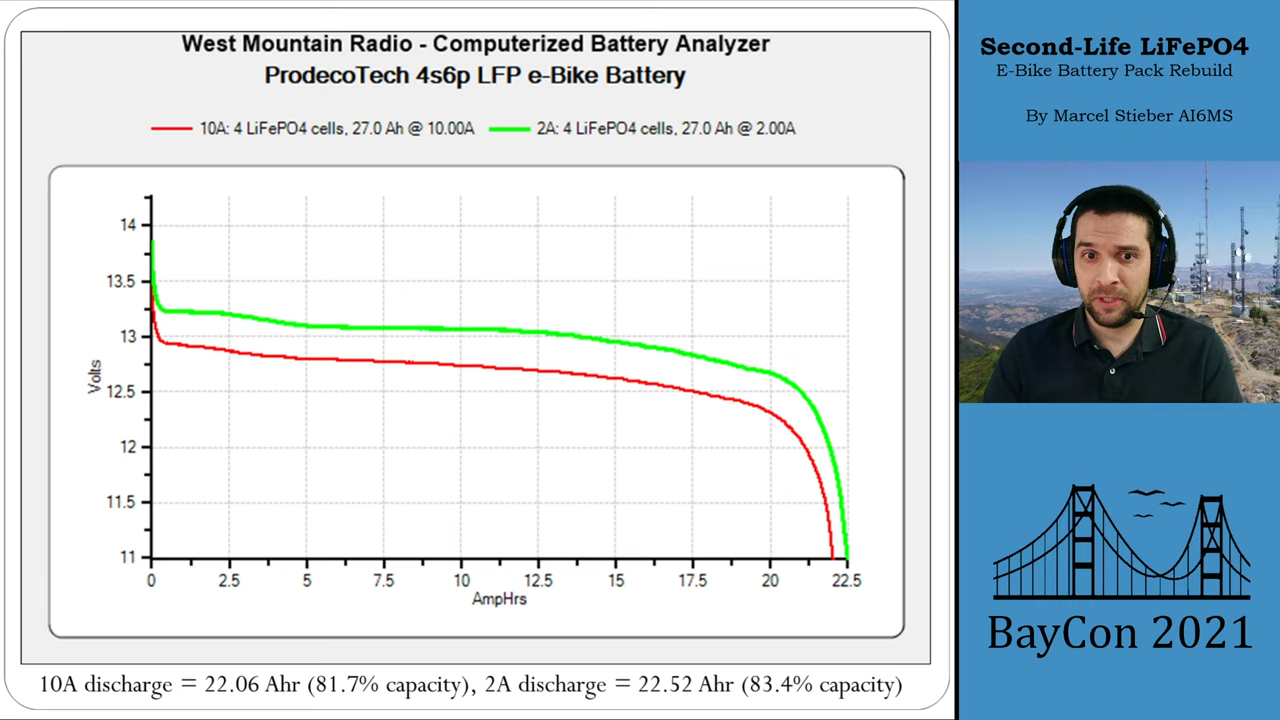 West Mountain Radio - Computerized Battery Analyzer
ProdecoTech 4s6p LFP e-Bike Battery
10A: 4 LiFePO4 cells, 27.0 Ah @ 10.00A
2A: 4 LiFePO4 cells, 27.0 Ah @ 2.00A
14
13.5
13
12.5
12
11.5
11
Volts
0 2.5 5 7.5 10 12.5 15 17.5 20 22.5
AmpHrs
10A discharge = 22.06 Ahr (81.7% capacity), 2A discharge = 22.52 Ahr (83.4% capacity)
Second-Life LiFePO4
E-Bike Battery Pack Rebuild
By Marcel Stieber AI6MS
BayCon 2021